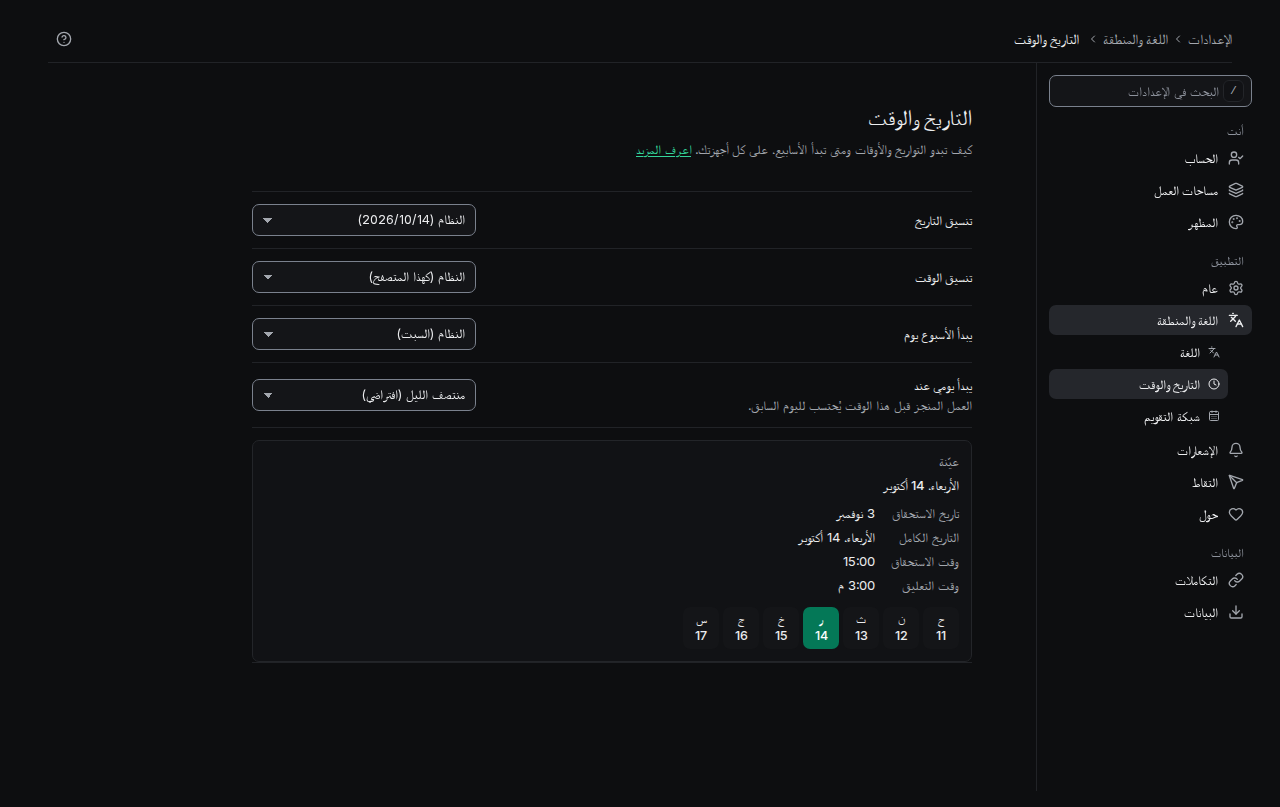 الإعدادات › اللغة والمنطقة › التاريخ والوقت
البحث في الإعدادات /
أنت
الحساب
مساحات العمل
المظهر
التطبيق
عام
اللغة والمنطقة
اللغة
التاريخ والوقت
شبكة التقويم
الإشعارات
التقاط
حول
البيانات
التكاملات
البيانات
التاريخ والوقت
كيف تبدو التواريخ والأوقات ومتى تبدأ الأسابيع. على كل أجهزتك. اعرف المزيد
تنسيق التاريخ
النظام (2026/10/14)
تنسيق الوقت
النظام (كهذا المتصفح)
يبدأ الأسبوع يوم
النظام (السبت)
يبدأ يومي عند
العمل المنجز قبل هذا الوقت يُحتسب لليوم السابق.
منتصف الليل (افتراضي)
عيّنة
الأربعاء، 14 أكتوبر
تاريخ الاستحقاق 3 نوفمبر
التاريخ الكامل الأربعاء، 14 أكتوبر
وقت الاستحقاق 15:00
وقت التعليق 3:00 م
ح ن ث ر خ ج س
11 12 13 14 15 16 17